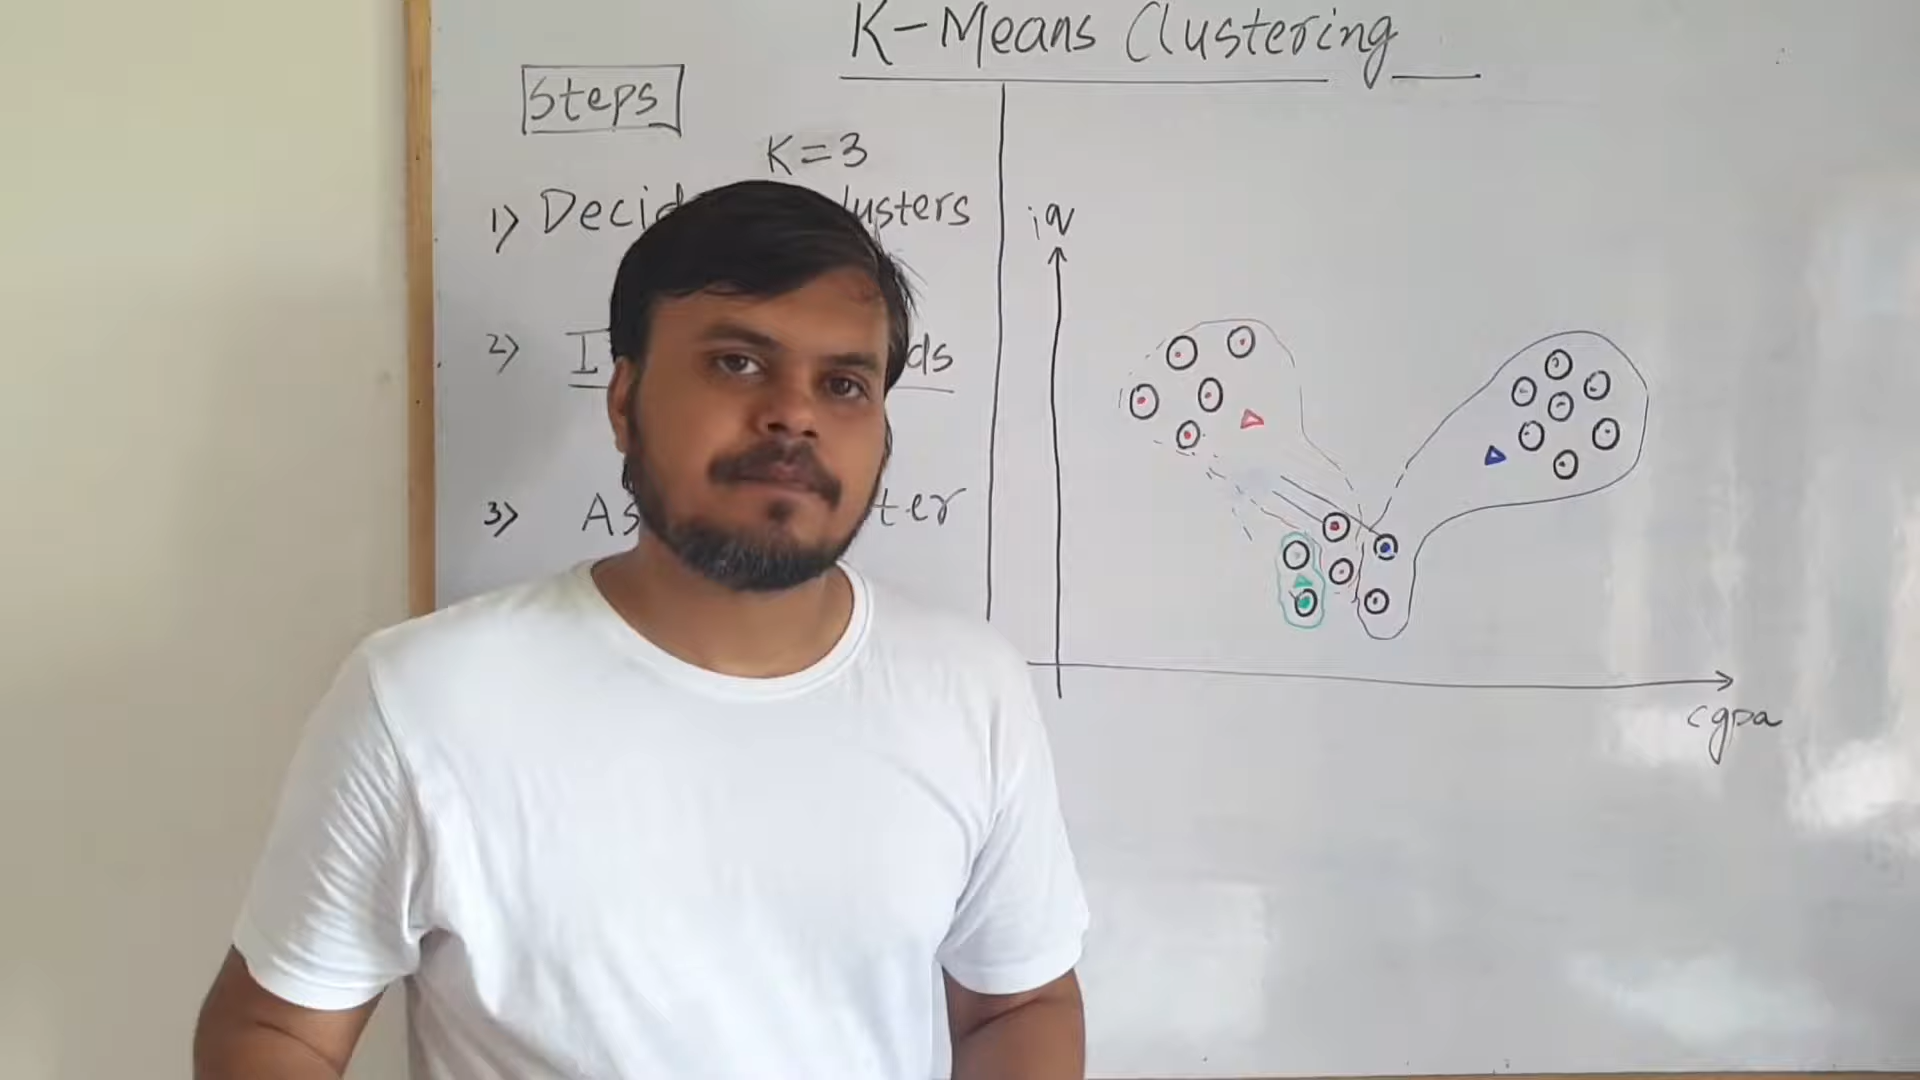 K-Means Clustering
Steps
K=3
1) Decid lusters
2) I ds
3) As ter
iq
cgpa